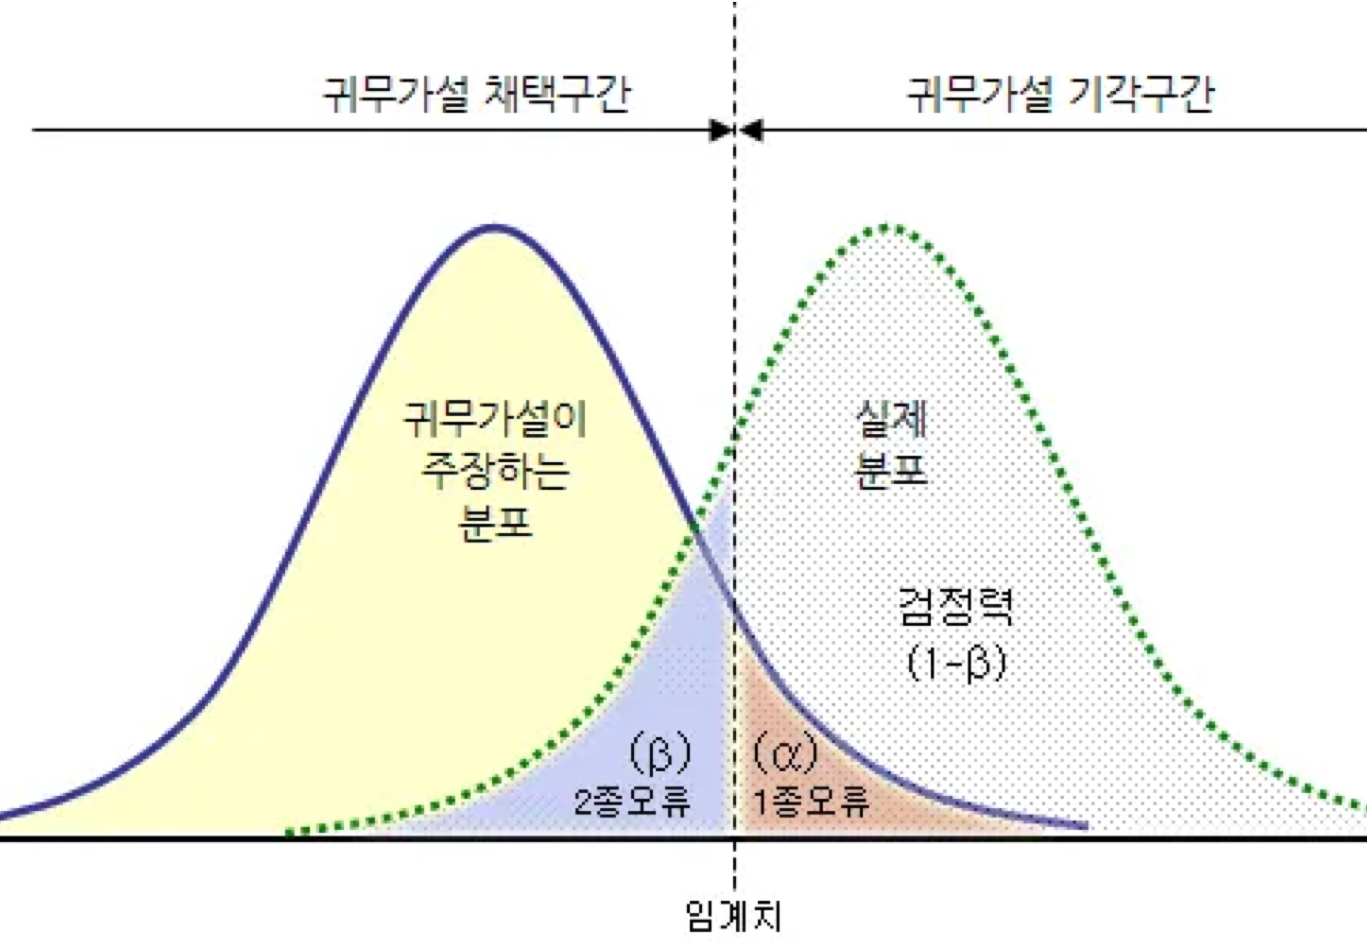 귀무가설 채택구간
귀무가설 기각구간
귀무가설이
주장하는
분포
실제
분포
검정력
(1-β)
(β)
2종오류
(α)
1종오류
임계치